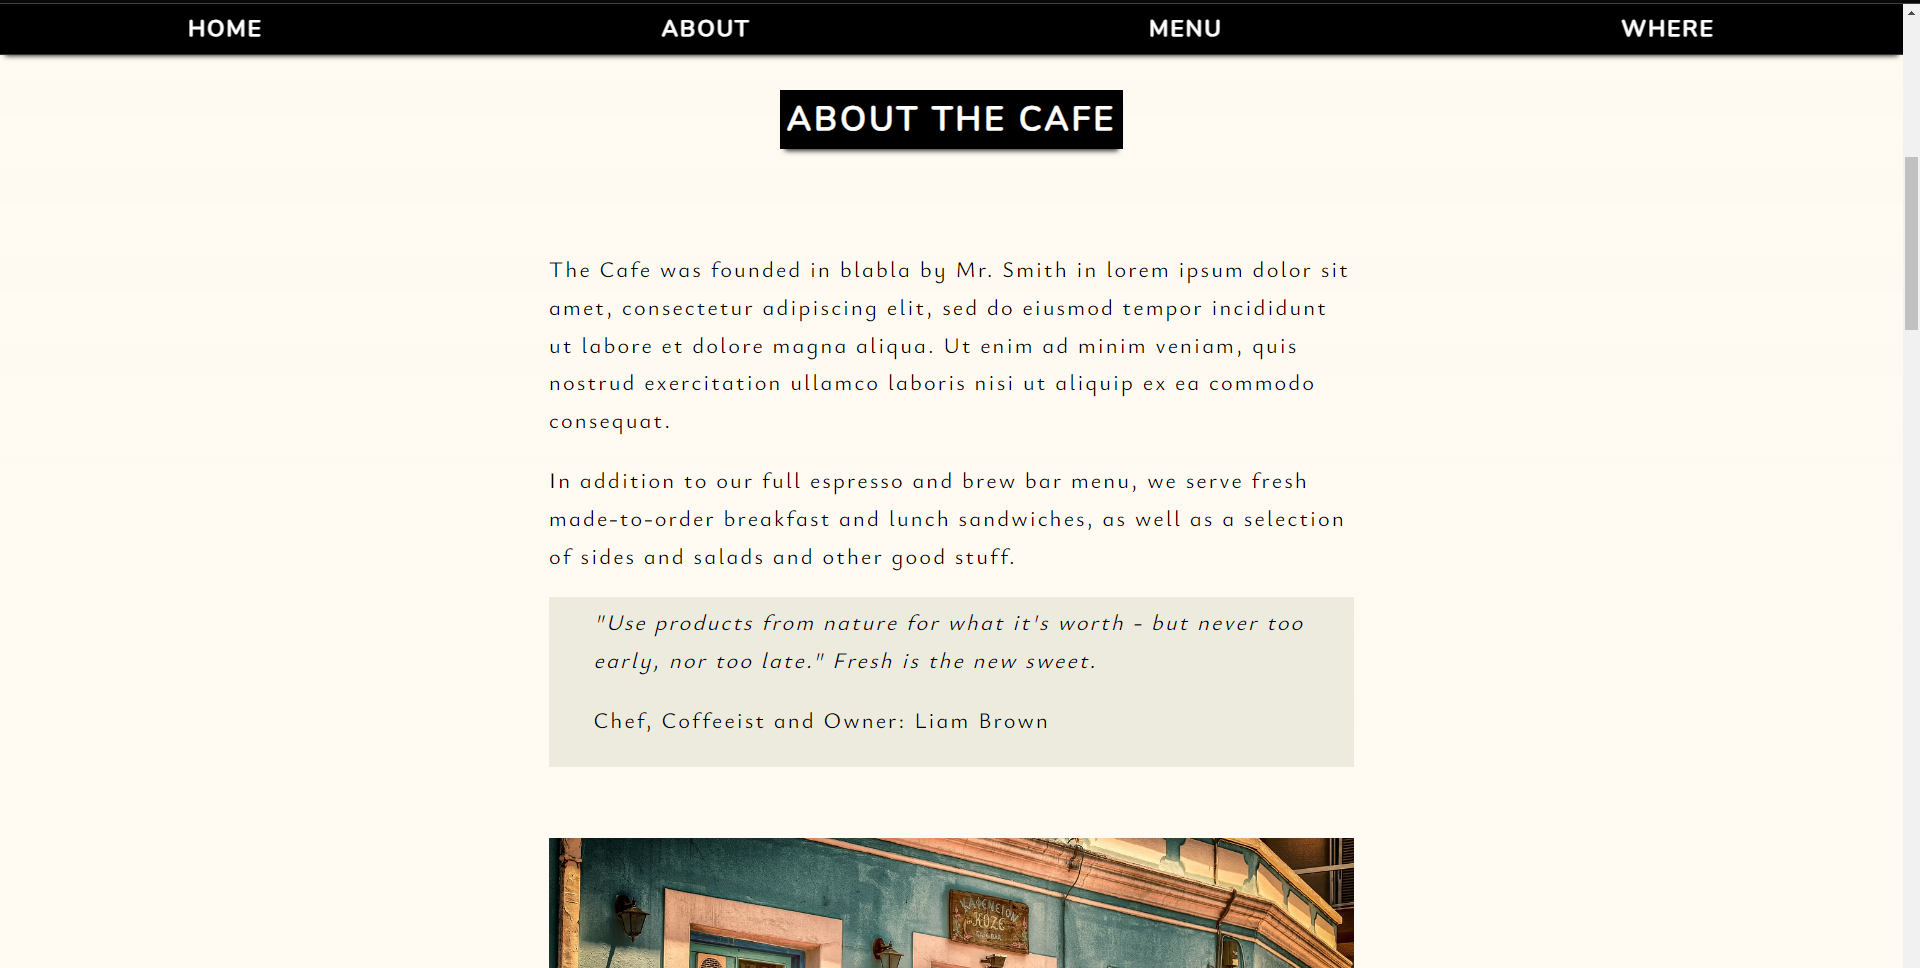 HOME ABOUT MENU WHERE
ABOUT THE CAFE
The Cafe was founded in blabla by Mr. Smith in lorem ipsum dolor sit
amet, consectetur adipiscing elit, sed do eiusmod tempor incididunt
ut labore et dolore magna aliqua. Ut enim ad minim veniam, quis
nostrud exercitation ullamco laboris nisi ut aliquip ex ea commodo
consequat.
In addition to our full espresso and brew bar menu, we serve fresh
made-to-order breakfast and lunch sandwiches, as well as a selection
of sides and salads and other good stuff.
"Use products from nature for what it's worth - but never too
early, nor too late." Fresh is the new sweet.
Chef, Coffeeist and Owner: Liam Brown
KOZE